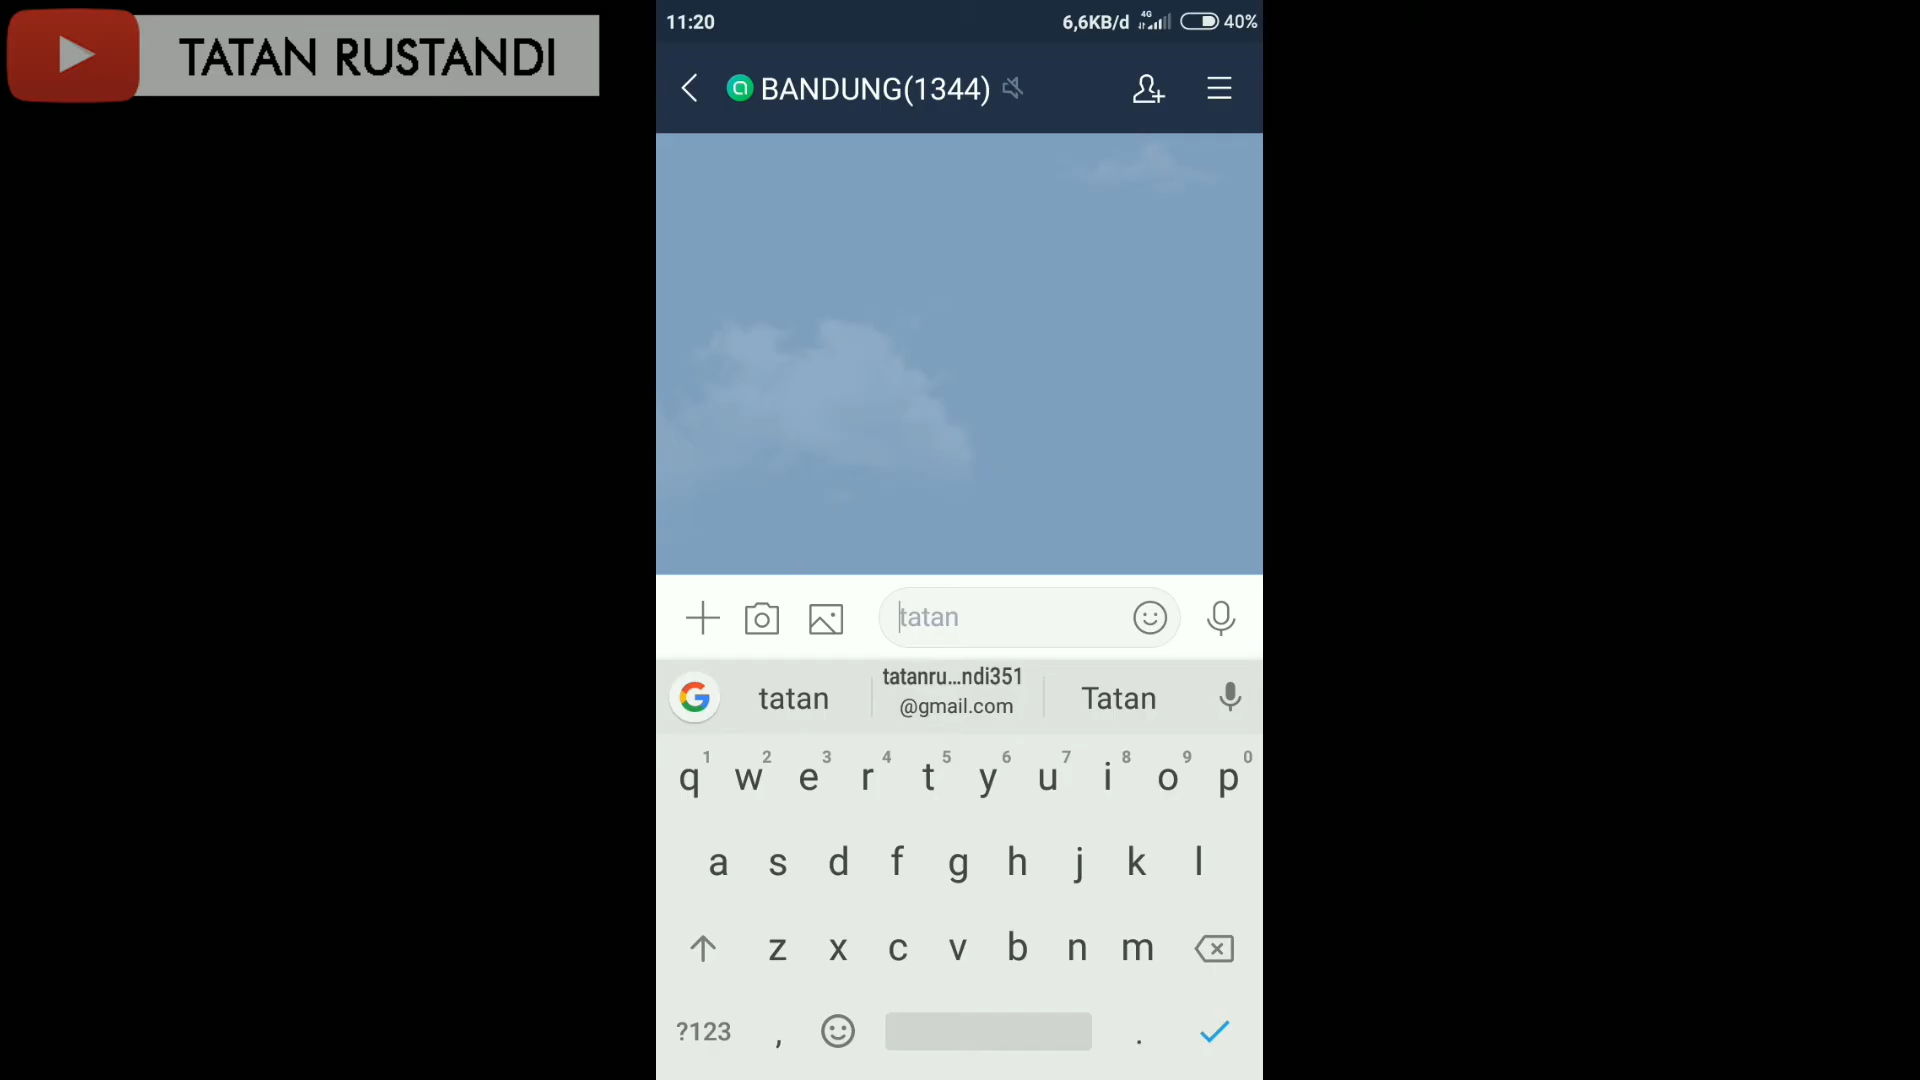 TATAN RUSTANDI
11:20 6,6KB/d 4G 40%
BANDUNG(1344)
tatan
tatan tatanru...ndi351 Tatan
@gmail.com
1 2 3 4 5 6 7 8 9 0
q w e r t y u i o p
a s d f g h j k l
z x c v b n m
?123 , .